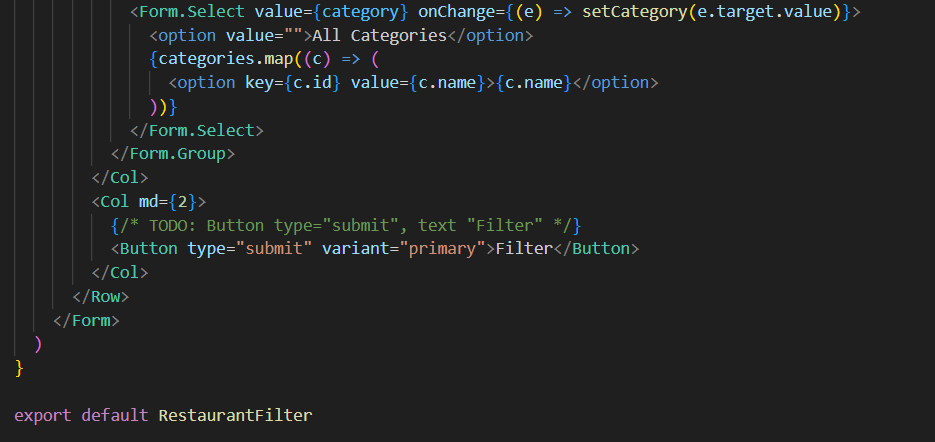 <Form.Select value={category} onChange={(e) => setCategory(e.target.value)}>
<option value="">All Categories</option>
{categories.map((c) => (
<option key={c.id} value={c.name}>{c.name}</option>
))}
</Form.Select>
</Form.Group>
</Col>
<Col md={2}>
{/* TODO: Button type="submit", text "Filter" */}
<Button type="submit" variant="primary">Filter</Button>
</Col>
</Row>
</Form>
)
}
export default RestaurantFilter